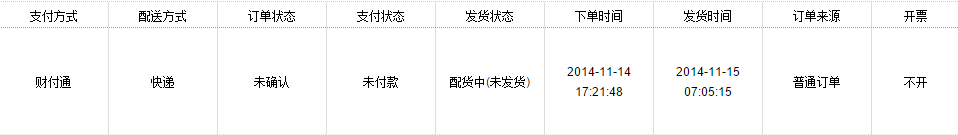 支付方式 配送方式 订单状态 支付状态 发货状态 下单时间 发货时间 订单来源 开票
财付通 快递 未确认 未付款 配货中(未发货) 2014-11-14 17:21:48 2014-11-15 07:05:15 普通订单 不开